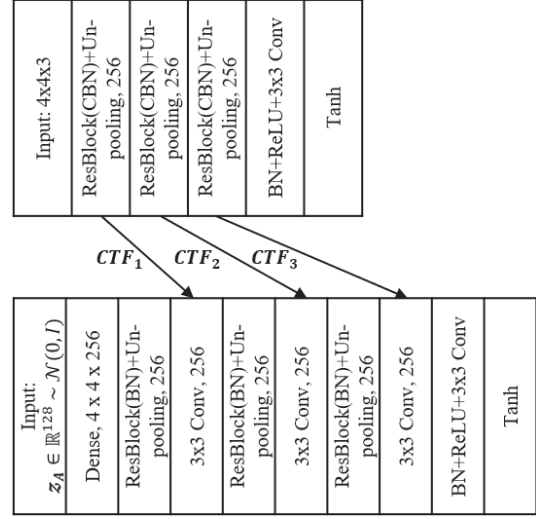 Input: 4x4x3
ResBlock(CBN)+Un-
pooling, 256
ResBlock(CBN)+Un-
pooling, 256
ResBlock(CBN)+Un-
pooling, 256
BN+ReLU+3x3 Conv
Tanh
CTF₁
CTF₂
CTF₃
Input:
z_A ∈ ℝ¹²⁸ ~ 𝒩(0, I)
Dense, 4 x 4 x 256
ResBlock(BN)+Un-
pooling, 256
3x3 Conv, 256
ResBlock(BN)+Un-
pooling, 256
3x3 Conv, 256
ResBlock(BN)+Un-
pooling, 256
3x3 Conv, 256
BN+ReLU+3x3 Conv
Tanh